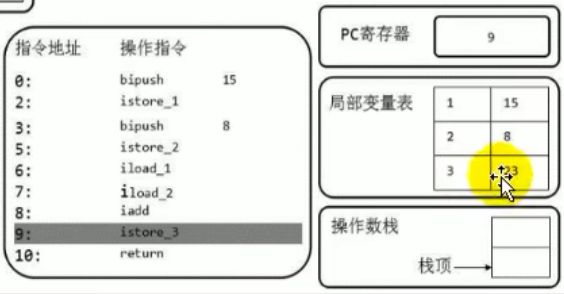 指令地址 操作指令
0: bipush 15
2: istore_1
3: bipush 8
5: istore_2
6: iload_1
7: iload_2
8: iadd
9: istore_3
10: return
PC寄存器 9
局部变量表
1 15
2 8
3 23
操作数栈
栈顶